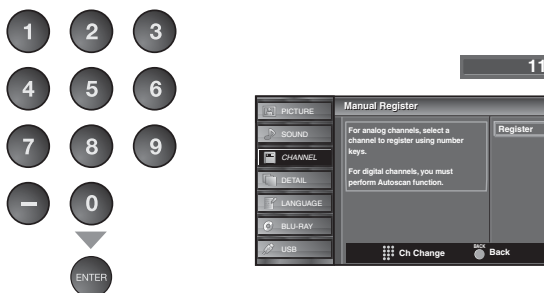 1 2 3
4 5 6
7 8 9
– 0
ENTER
11
PICTURE
SOUND
CHANNEL
DETAIL
LANGUAGE
BLU-RAY
USB
Manual Register
For analog channels, select a
channel to register using number
keys.
For digital channels, you must
perform Autoscan function.
Register
Ch Change
BACK
Back